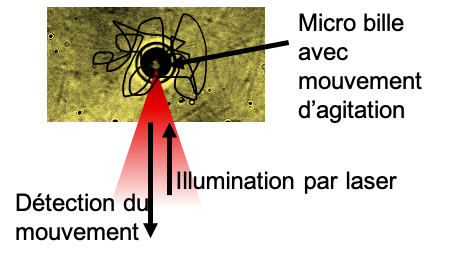 Micro bille
avec
mouvement
d'agitation
Illumination par laser
Détection du
mouvement